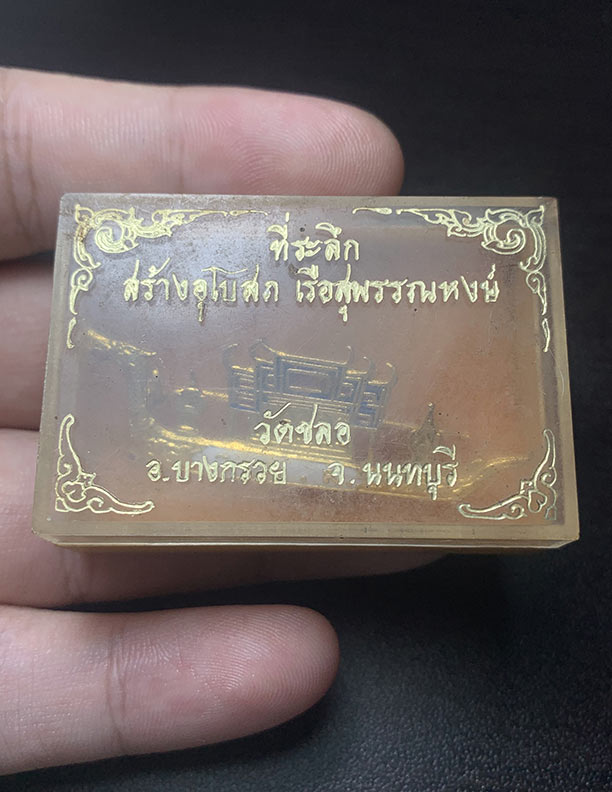 ที่ระลึก
สร้างอุโบสภ เรือสุพรรณหงษ์
วัดชลอ
อ.บางกรวย จ.นนทบุรี